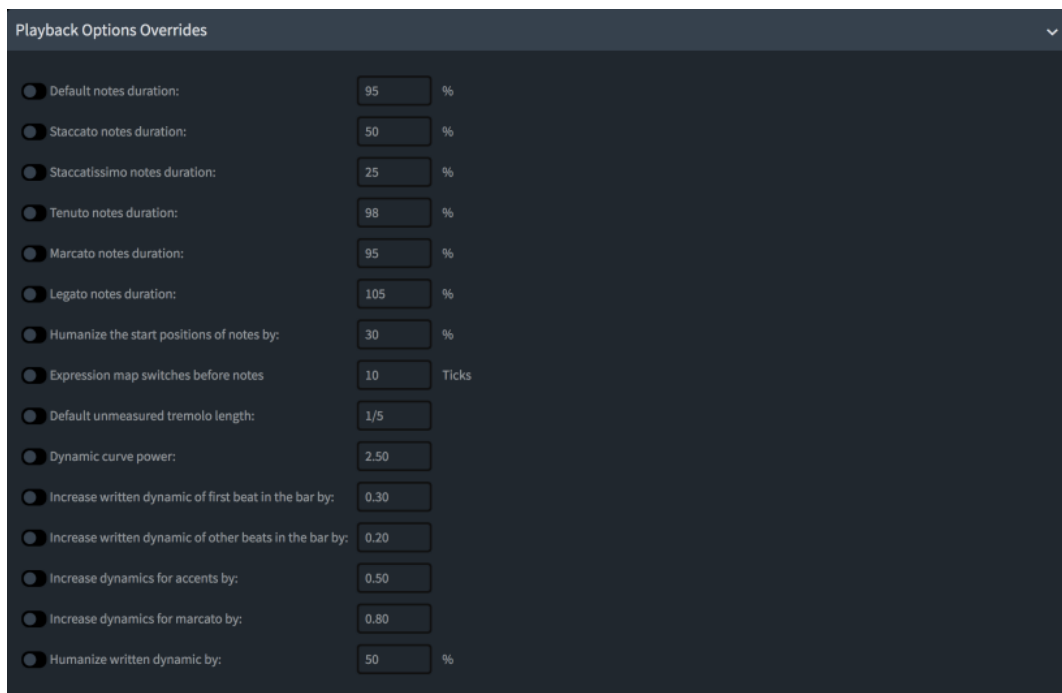 Playback Options Overrides
Default notes duration: 95 %
Staccato notes duration: 50 %
Staccatissimo notes duration: 25 %
Tenuto notes duration: 98 %
Marcato notes duration: 95 %
Legato notes duration: 105 %
Humanize the start positions of notes by: 30 %
Expression map switches before notes 10 Ticks
Default unmeasured tremolo length: 1/5
Dynamic curve power: 2.50
Increase written dynamic of first beat in the bar by: 0.30
Increase written dynamic of other beats in the bar by: 0.20
Increase dynamics for accents by: 0.50
Increase dynamics for marcato by: 0.80
Humanize written dynamic by: 50 %